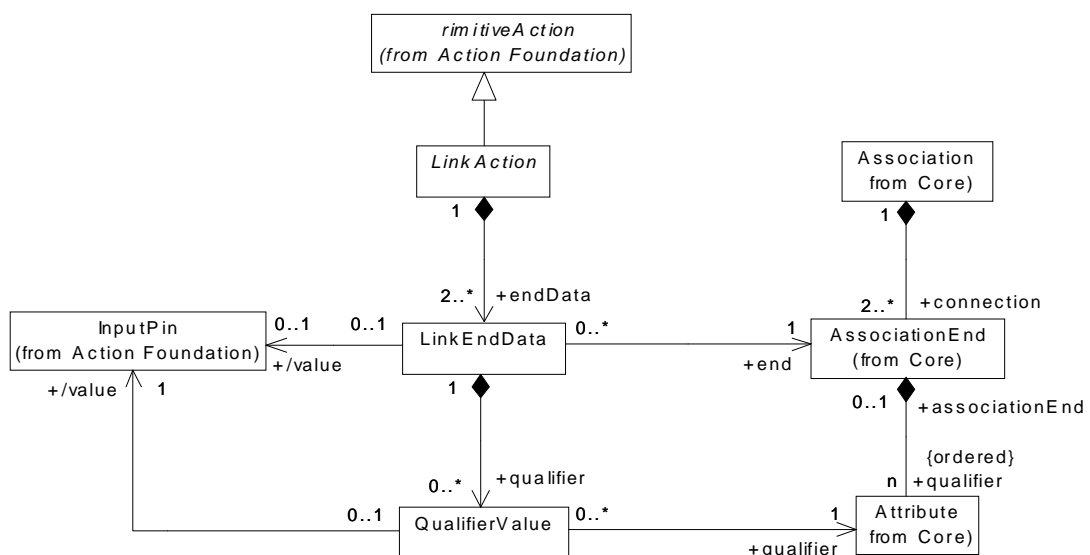 rimitiveAction
(from Action Foundation)
LinkAction
Association
from Core)
1
1
2..*
+endData
2..*
+connection
InputPin
(from Action Foundation)
0..1
0..1
+/value
LinkEndData
0..*
1
+end
AssociationEnd
(from Core)
+/value
1
1
0..1
+associationEnd
{ordered}
n
+qualifier
0..*
+qualifier
0..1
QualifierValue
0..*
1
+qualifier
Attribute
from Core)